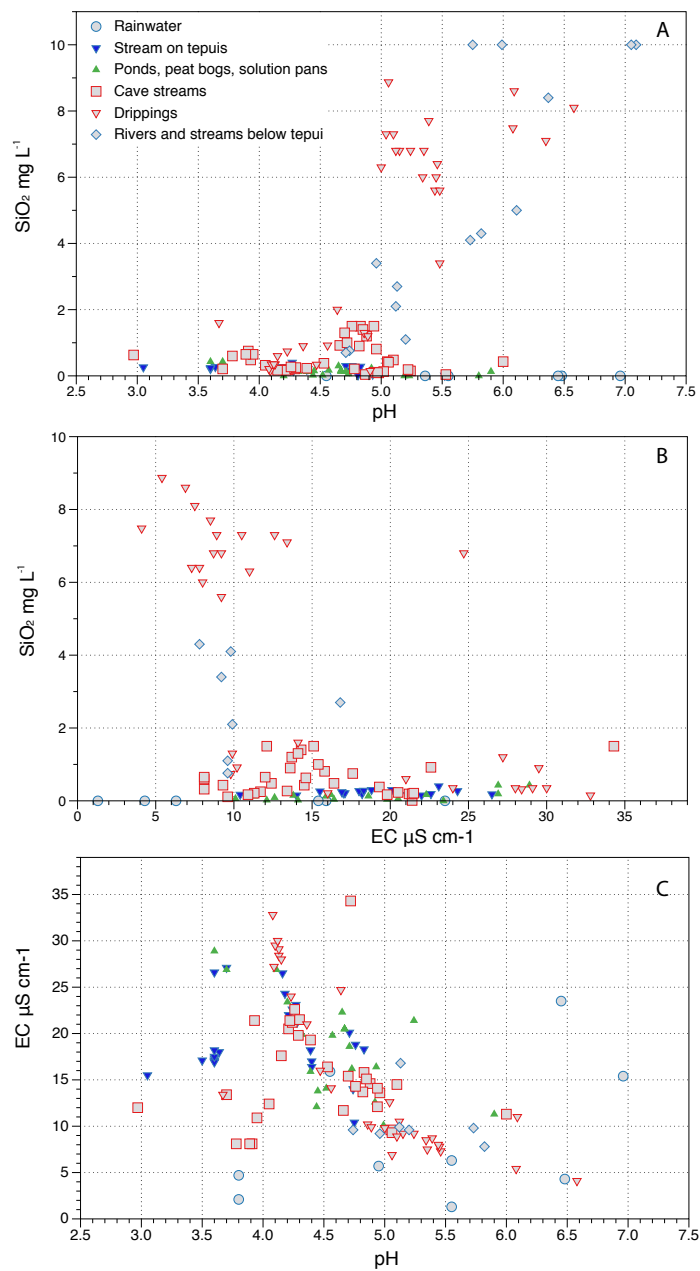 A
Rainwater
Stream on tepuis
Ponds, peat bogs, solution pans
Cave streams
Drippings
Rivers and streams below tepui
10
8
6
4
2
0
SiO₂ mg L⁻¹
2.5 3.0 3.5 4.0 4.5 5.0 5.5 6.0 6.5 7.0 7.5
pH
B
10
8
6
4
2
0
SiO₂ mg L⁻¹
0 5 10 15 20 25 30 35
EC µS cm-1
C
35
30
25
20
15
10
5
0
EC µS cm-1
2.5 3.0 3.5 4.0 4.5 5.0 5.5 6.0 6.5 7.0 7.5
pH